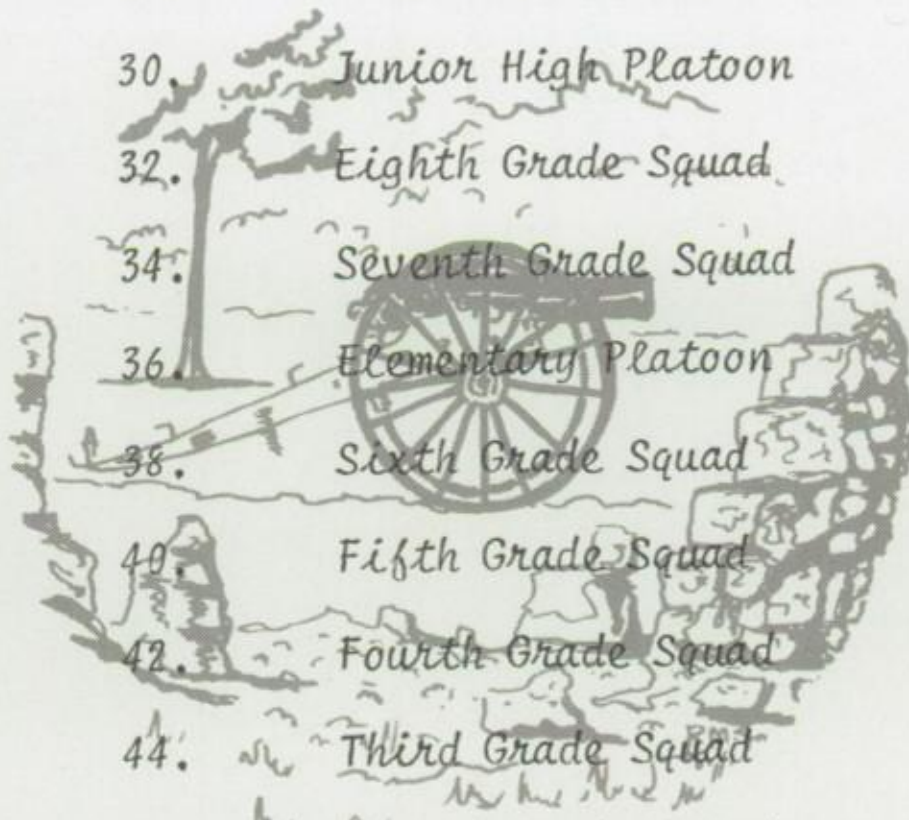 30. Junior High Platoon
32. Eighth Grade Squad
34. Seventh Grade Squad
36. Elementary Platoon
38. Sixth Grade Squad
40. Fifth Grade Squad
42. Fourth Grade Squad
44. Third Grade Squad